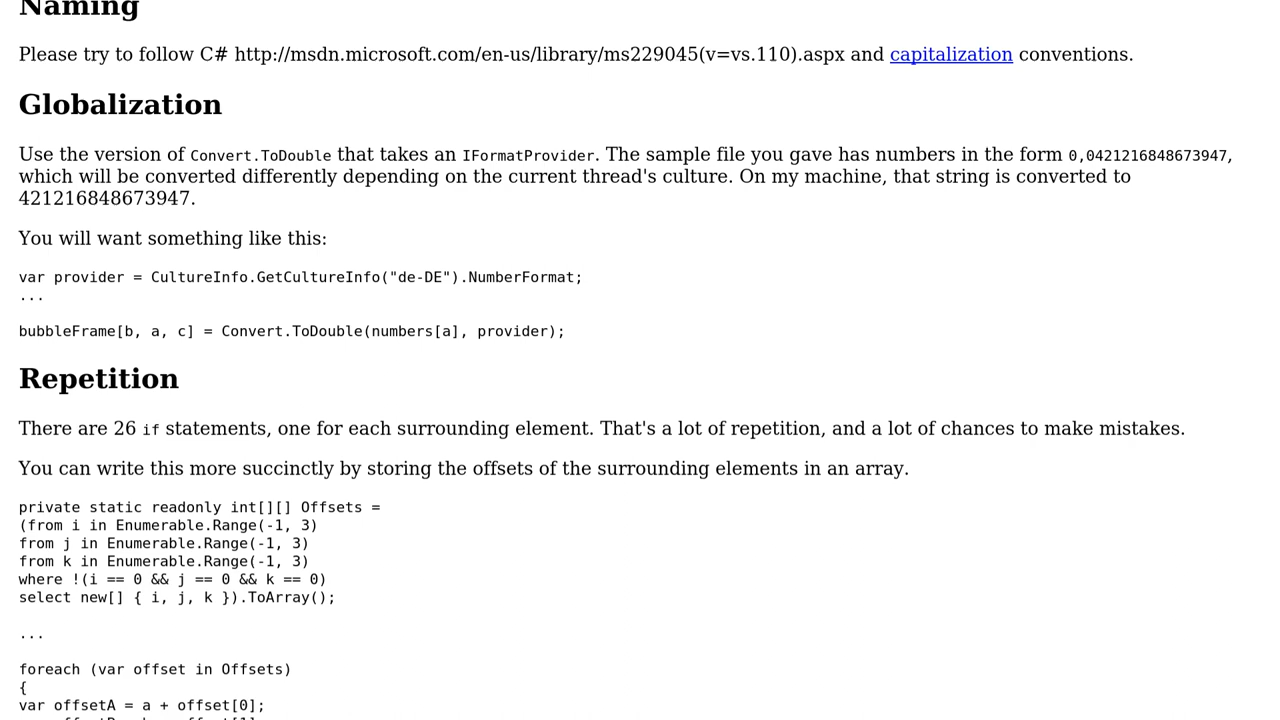 Naming
Please try to follow C# http://msdn.microsoft.com/en-us/library/ms229045(v=vs.110).aspx and capitalization conventions.
Globalization
Use the version of Convert.ToDouble that takes an IFormatProvider. The sample file you gave has numbers in the form 0,0421216848673947,
which will be converted differently depending on the current thread's culture. On my machine, that string is converted to
421216848673947.
You will want something like this:
var provider = CultureInfo.GetCultureInfo("de-DE").NumberFormat;
...
bubbleFrame[b, a, c] = Convert.ToDouble(numbers[a], provider);
Repetition
There are 26 if statements, one for each surrounding element. That's a lot of repetition, and a lot of chances to make mistakes.
You can write this more succinctly by storing the offsets of the surrounding elements in an array.
private static readonly int[][] Offsets =
(from i in Enumerable.Range(-1, 3)
from j in Enumerable.Range(-1, 3)
from k in Enumerable.Range(-1, 3)
where !(i == 0 && j == 0 && k == 0)
select new[] { i, j, k }).ToArray();
...
foreach (var offset in Offsets)
{
var offsetA = a + offset[0];